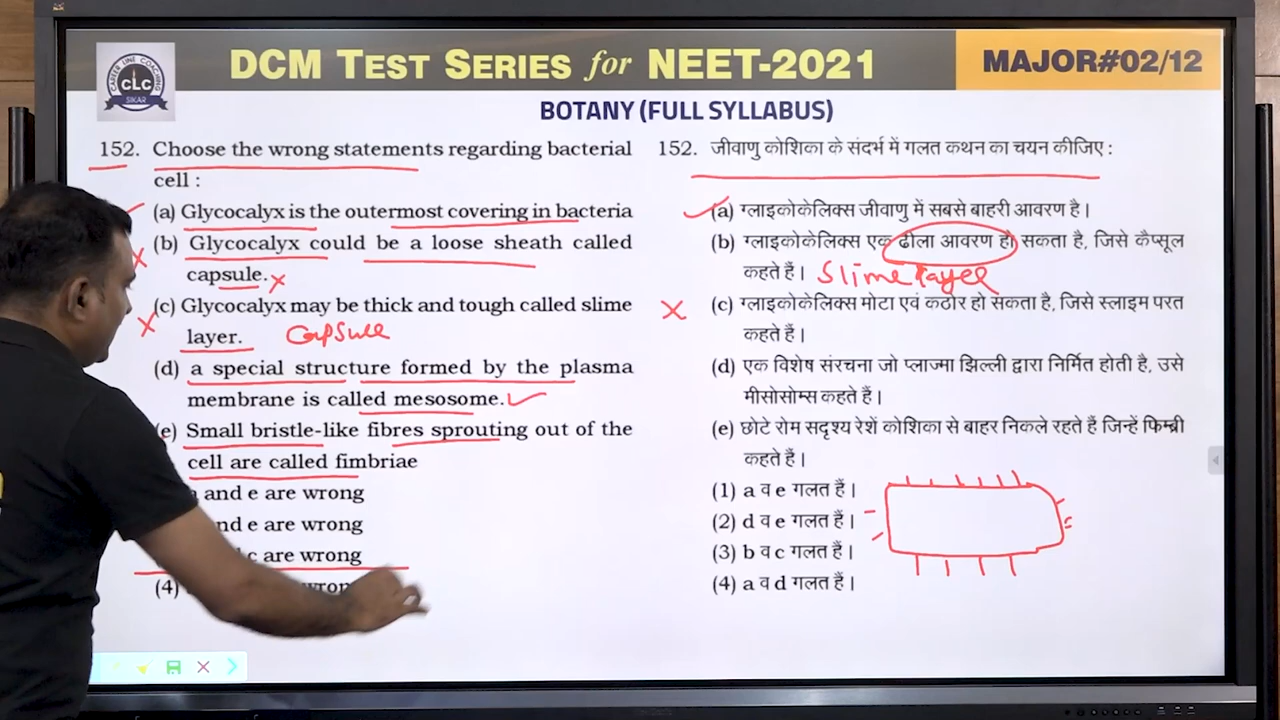 DCM TEST SERIES for NEET-2021
MAJOR#02/12
CAREER LINE COACHING
CLC
SIKAR
BOTANY (FULL SYLLABUS)
152. Choose the wrong statements regarding bacterial
cell :
(a) Glycocalyx is the outermost covering in bacteria
(b) Glycocalyx could be a loose sheath called
capsule.
(c) Glycocalyx may be thick and tough called slime
layer. Capsule
(d) a special structure formed by the plasma
membrane is called mesosome.
e) Small bristle-like fibres sprouting out of the
cell are called fimbriae
and e are wrong
nd e are wrong
c are wrong
(4)
152. जीवाणु कोशिका के संदर्भ में गलत कथन का चयन कीजिए :
(a) ग्लाइकोकेलिक्स जीवाणु में सबसे बाहरी आवरण है।
(b) ग्लाइकोकेलिक्स एक ढीला आवरण हो सकता है, जिसे कैप्सूल
कहते हैं। Slime layer
(c) ग्लाइकोकेलिक्स मोटा एवं कठोर हो सकता है, जिसे स्लाइम परत
कहते हैं।
(d) एक विशेष संरचना जो प्लाज्मा झिल्ली द्वारा निर्मित होती है, उसे
मीसोसोम्स कहते हैं।
(e) छोटे रोम सदृश्य रेशें कोशिका से बाहर निकले रहते हैं जिन्हें फिम्ब्री
कहते हैं।
(1) a व e गलत हैं।
(2) d व e गलत हैं।
(3) b व c गलत हैं।
(4) a व d गलत हैं।